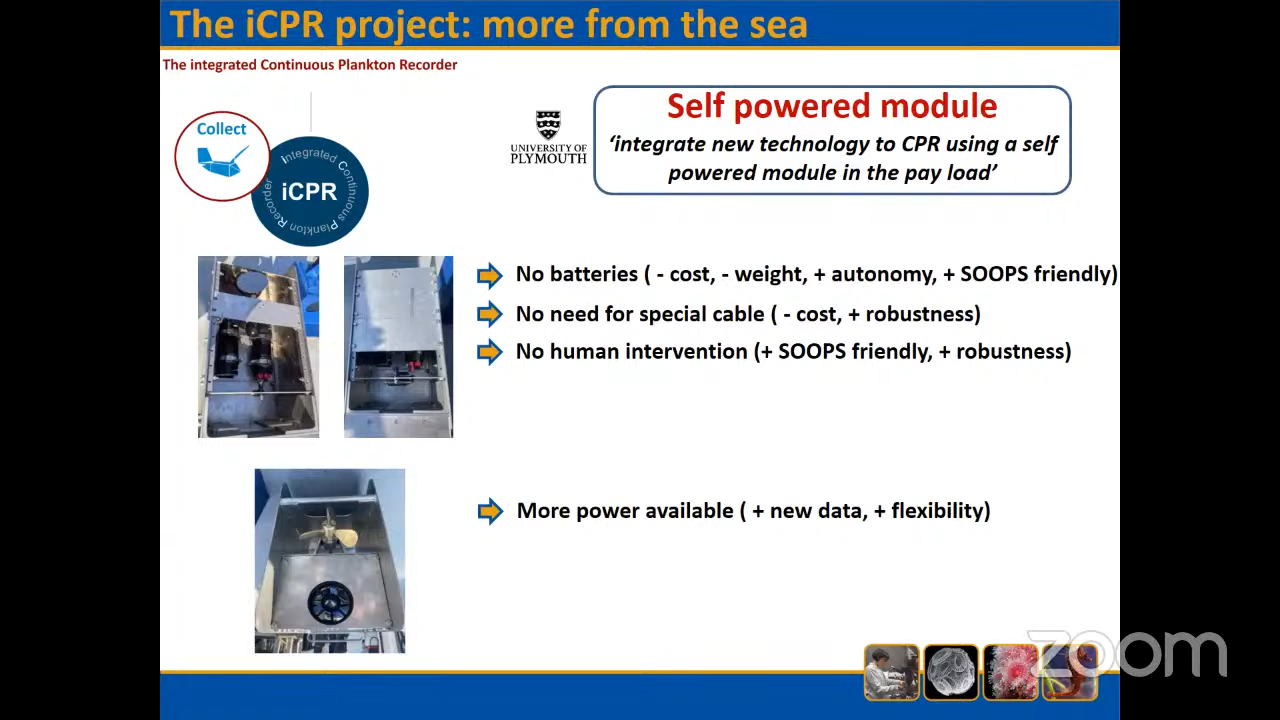 The iCPR project: more from the sea
The integrated Continuous Plankton Recorder
Collect
Integrated Continuous Plankton Recorder
iCPR
UNIVERSITY OF
PLYMOUTH
Self powered module
‘integrate new technology to CPR using a self
powered module in the pay load’
No batteries ( - cost, - weight, + autonomy, + SOOPS friendly)
No need for special cable ( - cost, + robustness)
No human intervention (+ SOOPS friendly, + robustness)
More power available ( + new data, + flexibility)
zoom